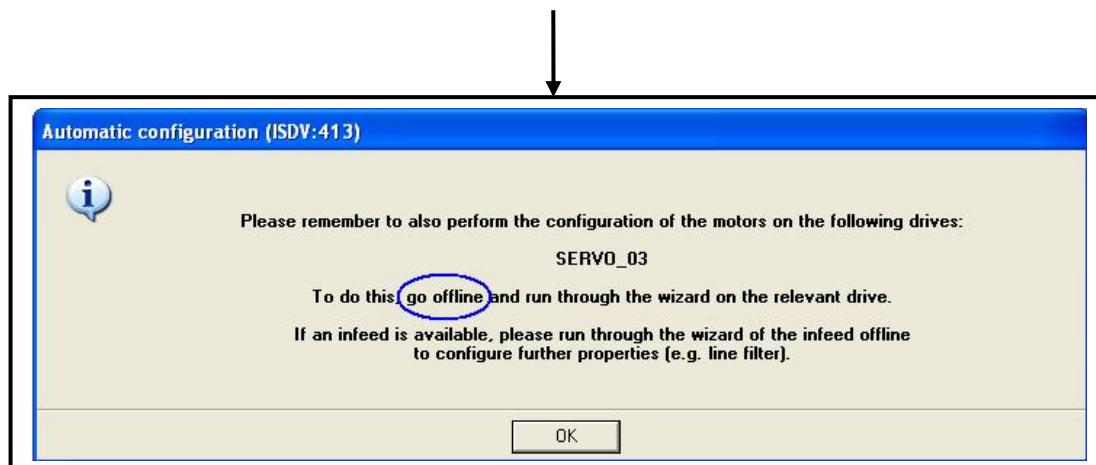 Automatic configuration (ISDV:413)
Please remember to also perform the configuration of the motors on the following drives:
SERVO_03
To do this, go offline and run through the wizard on the relevant drive.
If an infeed is available, please run through the wizard of the infeed offline
to configure further properties (e.g. line filter).
OK